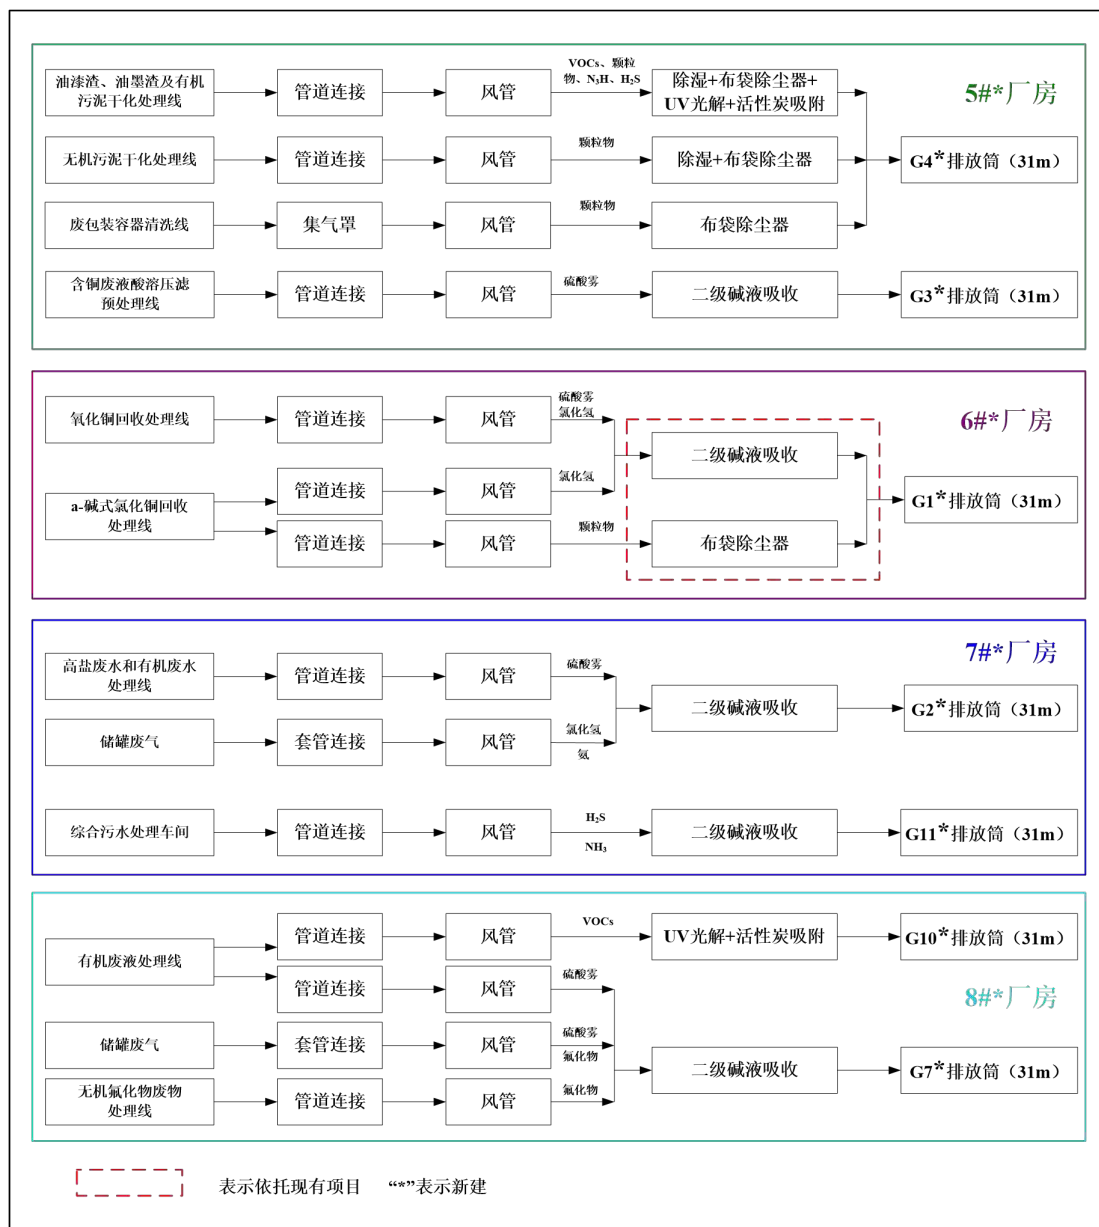 油漆渣、油墨渣及有机
污泥干化处理线
管道连接
风管
VOCs、颗粒
物、N₃H、H₂S
除湿+布袋除尘器+
UV光解+活性炭吸附
5#*厂房
无机污泥干化处理线
管道连接
风管
颗粒物
除湿+布袋除尘器
G4*排放筒（31m）
废包装容器清洗线
集气罩
风管
颗粒物
布袋除尘器
含铜废液酸溶压滤
预处理线
管道连接
风管
硫酸雾
二级碱液吸收
G3*排放筒（31m）
氧化铜回收处理线
管道连接
风管
硫酸雾
氯化氢
6#*厂房
二级碱液吸收
a-碱式氯化铜回收
处理线
管道连接
风管
氯化氢
G1*排放筒（31m）
管道连接
风管
颗粒物
布袋除尘器
7#*厂房
高盐废水和有机废水
处理线
管道连接
风管
硫酸雾
二级碱液吸收
G2*排放筒（31m）
储罐废气
套管连接
风管
氯化氢
氨
综合污水处理车间
管道连接
风管
H₂S
NH₃
二级碱液吸收
G11*排放筒（31m）
有机废液处理线
管道连接
风管
VOCs
UV光解+活性炭吸附
G10*排放筒（31m）
管道连接
风管
硫酸雾
8#*厂房
储罐废气
套管连接
风管
硫酸雾
氟化物
二级碱液吸收
G7*排放筒（31m）
无机氟化物废物
处理线
管道连接
风管
氟化物
表示依托现有项目 “*”表示新建